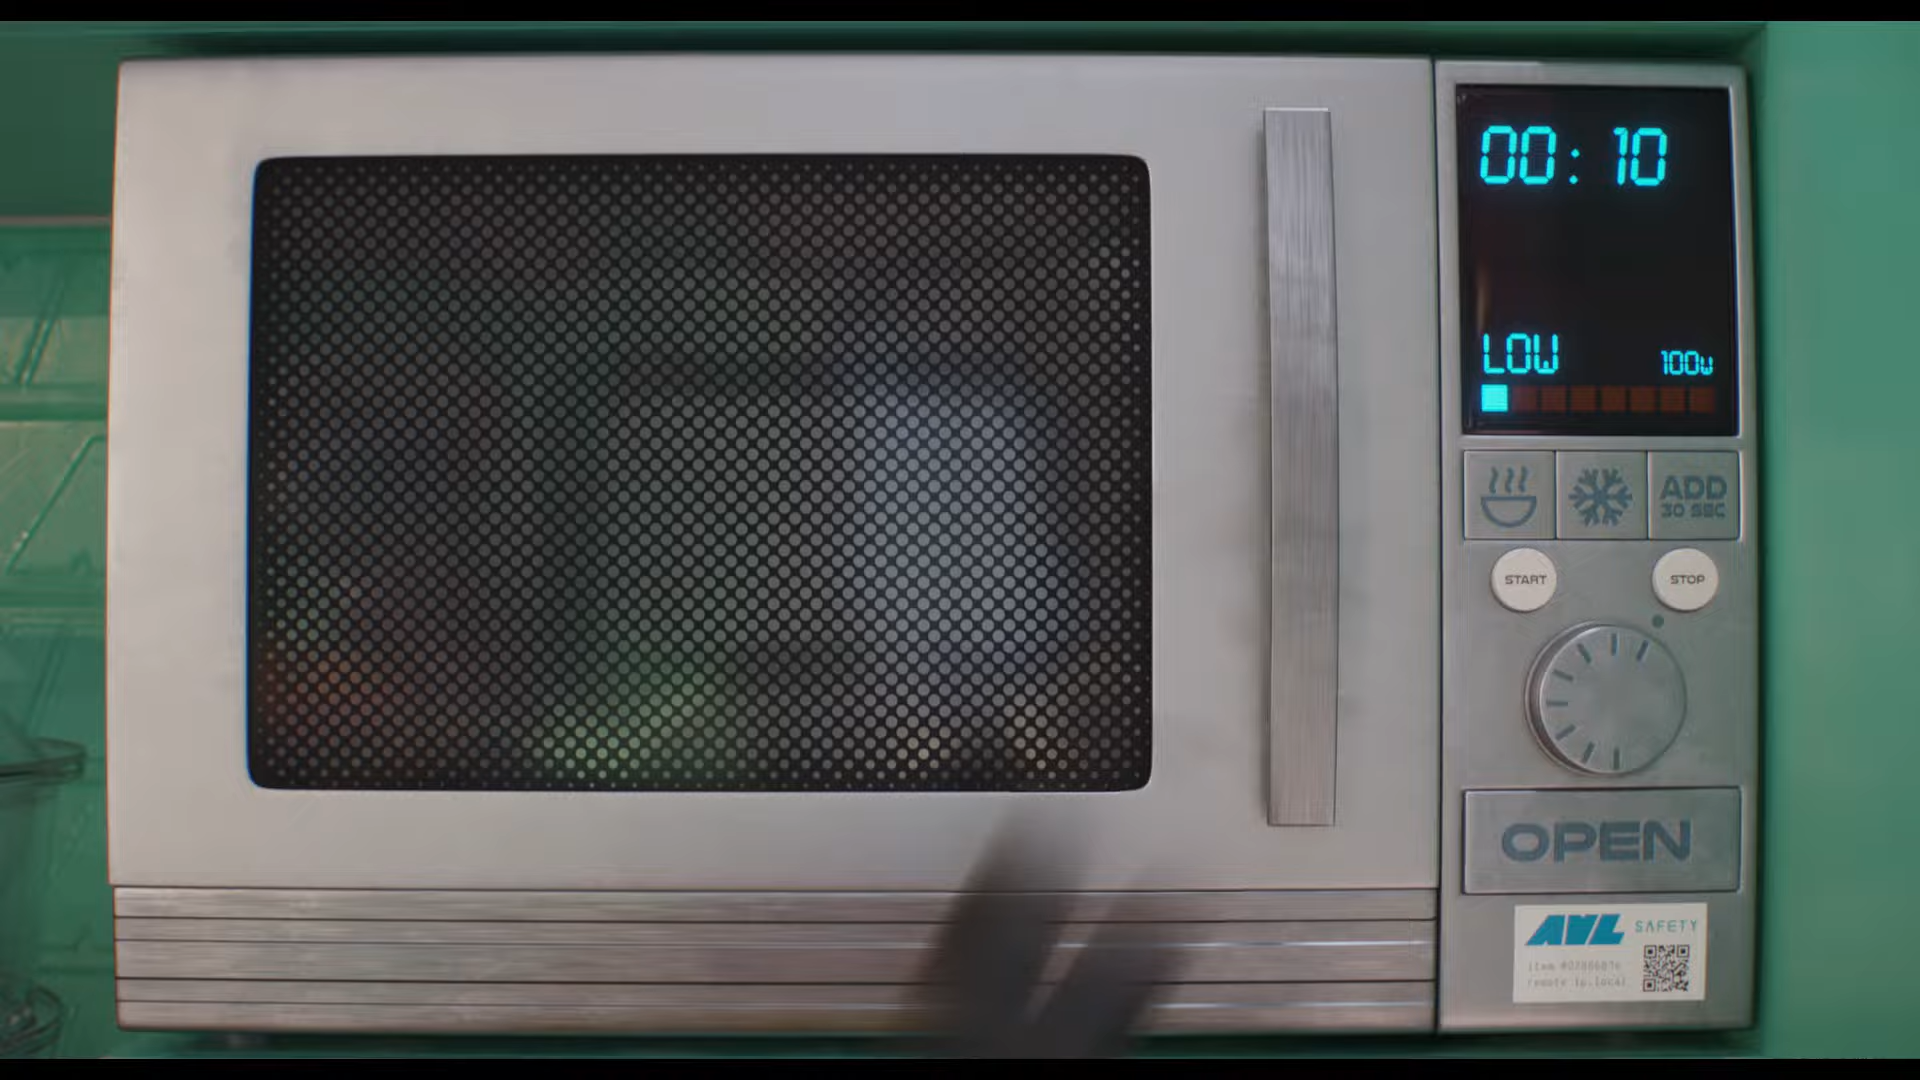 00:10
LOW 100W
ADD
30 SEC
START STOP
OPEN
AVL SAFETY